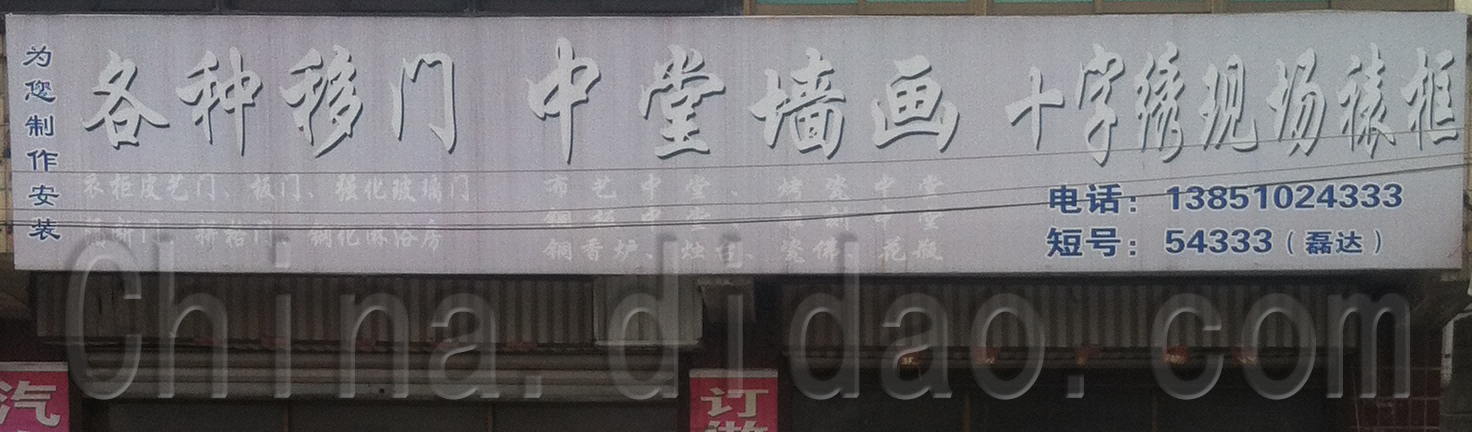 为您制作安装
各种移门 中堂墙画 十字绣现场裱框
衣柜皮艺门、板门、强化玻璃门
布艺中堂 烤瓷中堂
铜香炉、烛台、瓷佛、花瓶
电话：13851024333
短号：54333（磊达）
China.didao.com
汽
订